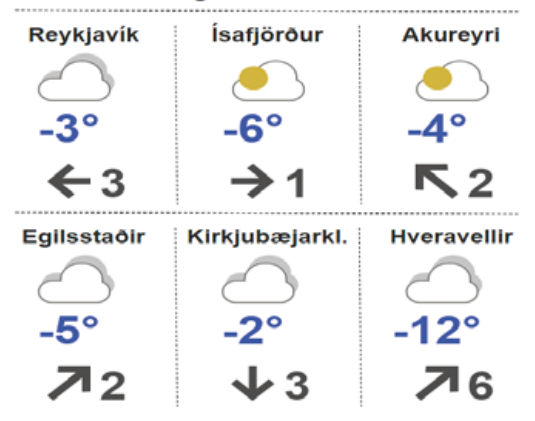 Reykjavík Ísafjörður Akureyri
-3° -6° -4°
3 1 2
Egilsstaðir Kirkjubæjarkl. Hveravellir
-5° -2° -12°
2 3 6